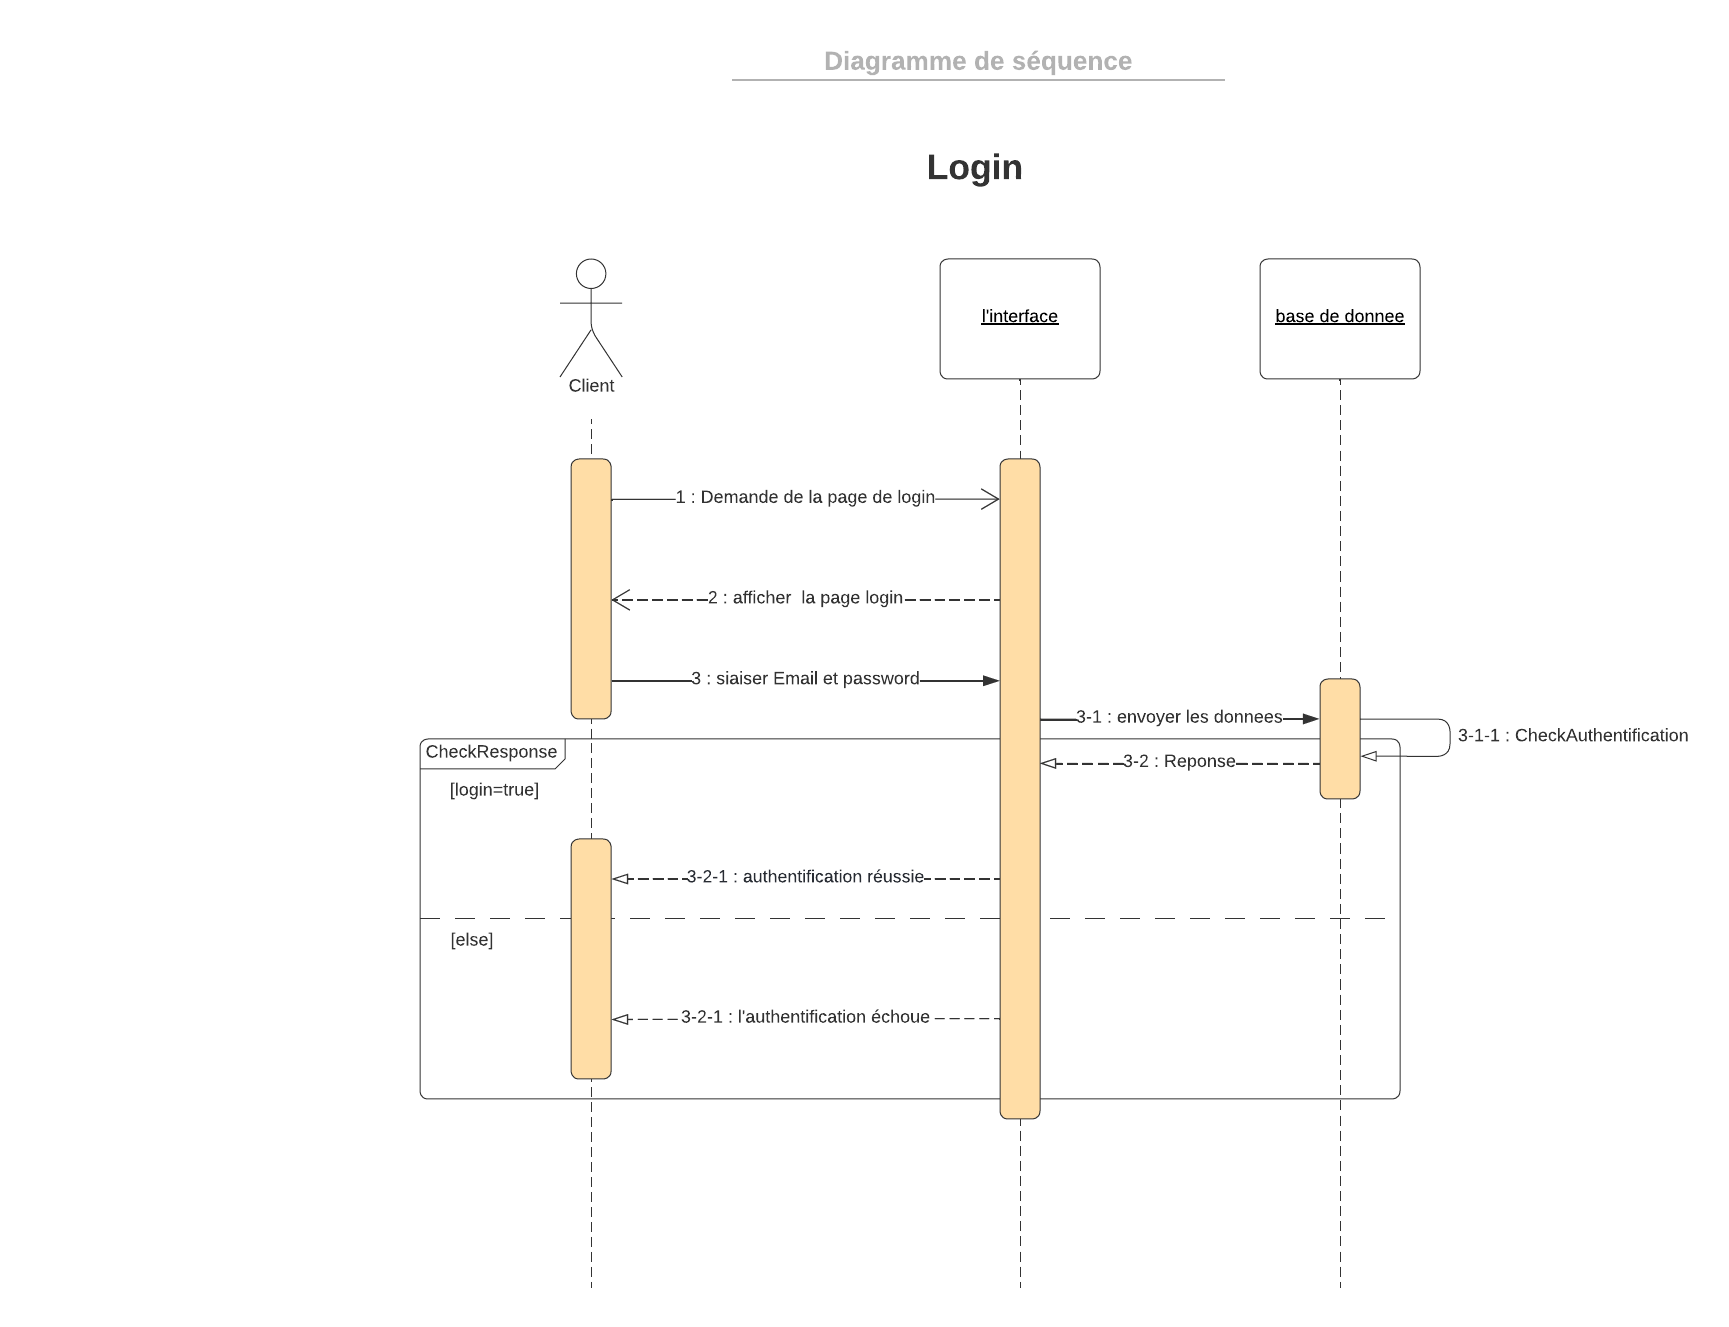 Diagramme de séquence
Login
Client
l'interface
base de donnee
1 : Demande de la page de login
2 : afficher  la page login
3 : siaiser Email et password
3-1 : envoyer les donnees
3-1-1 : CheckAuthentification
CheckResponse
3-2 : Reponse
[login=true]
3-2-1 : authentification réussie
[else]
3-2-1 : l'authentification échoue